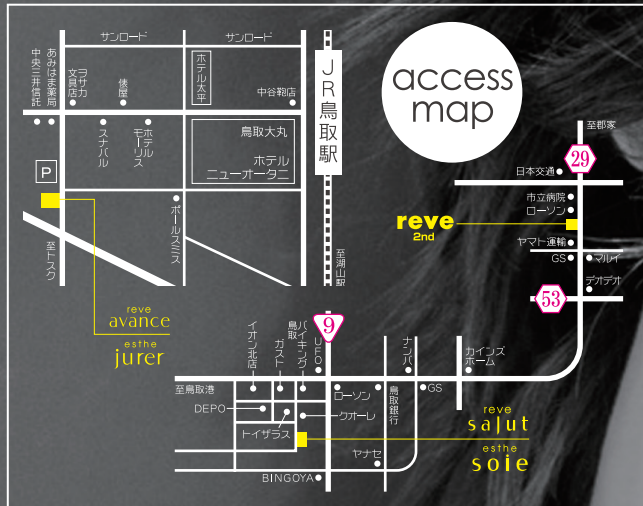 サンロード
サンロード
中央三井信託
あみはま薬局
ヲサカ
文具店
俵屋
ホテル太平
中谷鞄店
JR鳥取駅
access
map
スナバル
ホテル
モーリス
鳥取大丸
ホテル
ニューオータニ
P
ポールスミス
至トスク
至湖山駅
reve
avance
esthe
jurer
至郡家
29
日本交通
市立病院
ローソン
reve
2nd
ヤマト運輸
GS
マルイ
デオデオ
53
9
イオン北店
ガスト
バイキング
鳥取
UFO
ナンバ
カインズ
ホーム
至鳥取港
ローソン
鳥取銀行
GS
DEPO
トイザラス
クオーレ
ヤナセ
BINGOYA
reve
salut
esthe
soie